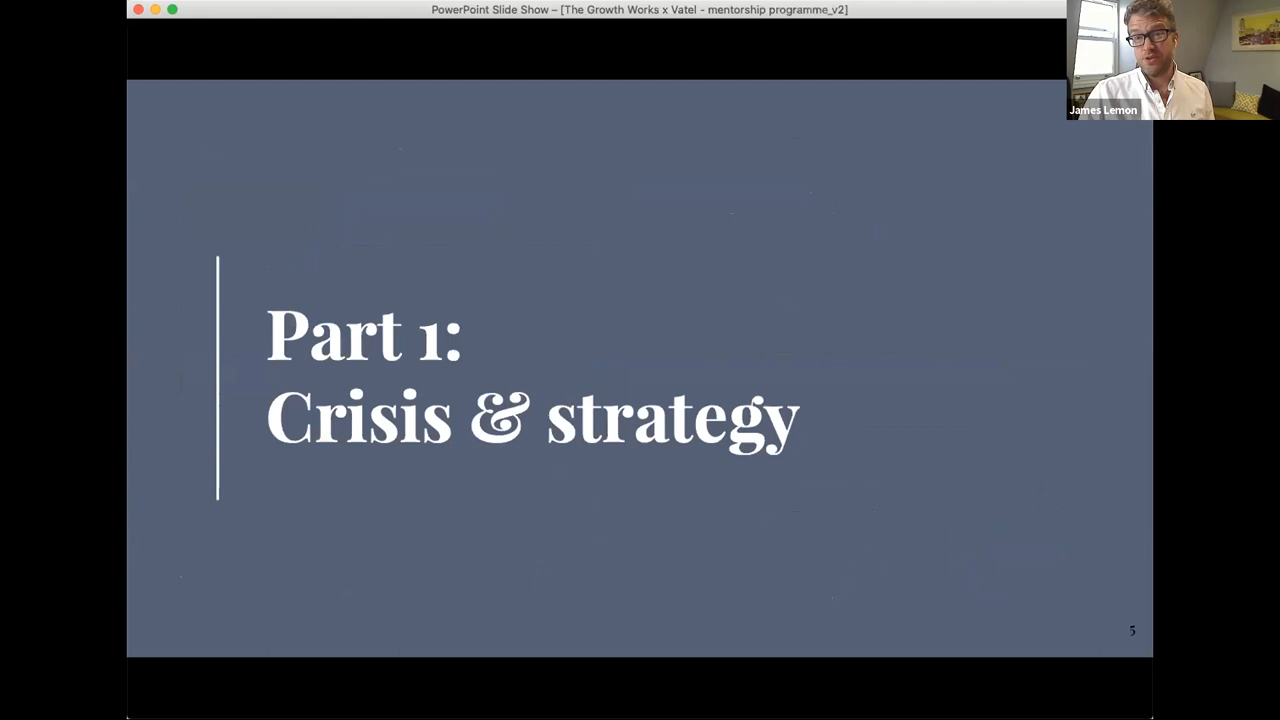 PowerPoint Slide Show – [The Growth Works x Vatel - mentorship programme_v2]
James Lemon
Part 1:
Crisis & strategy
5